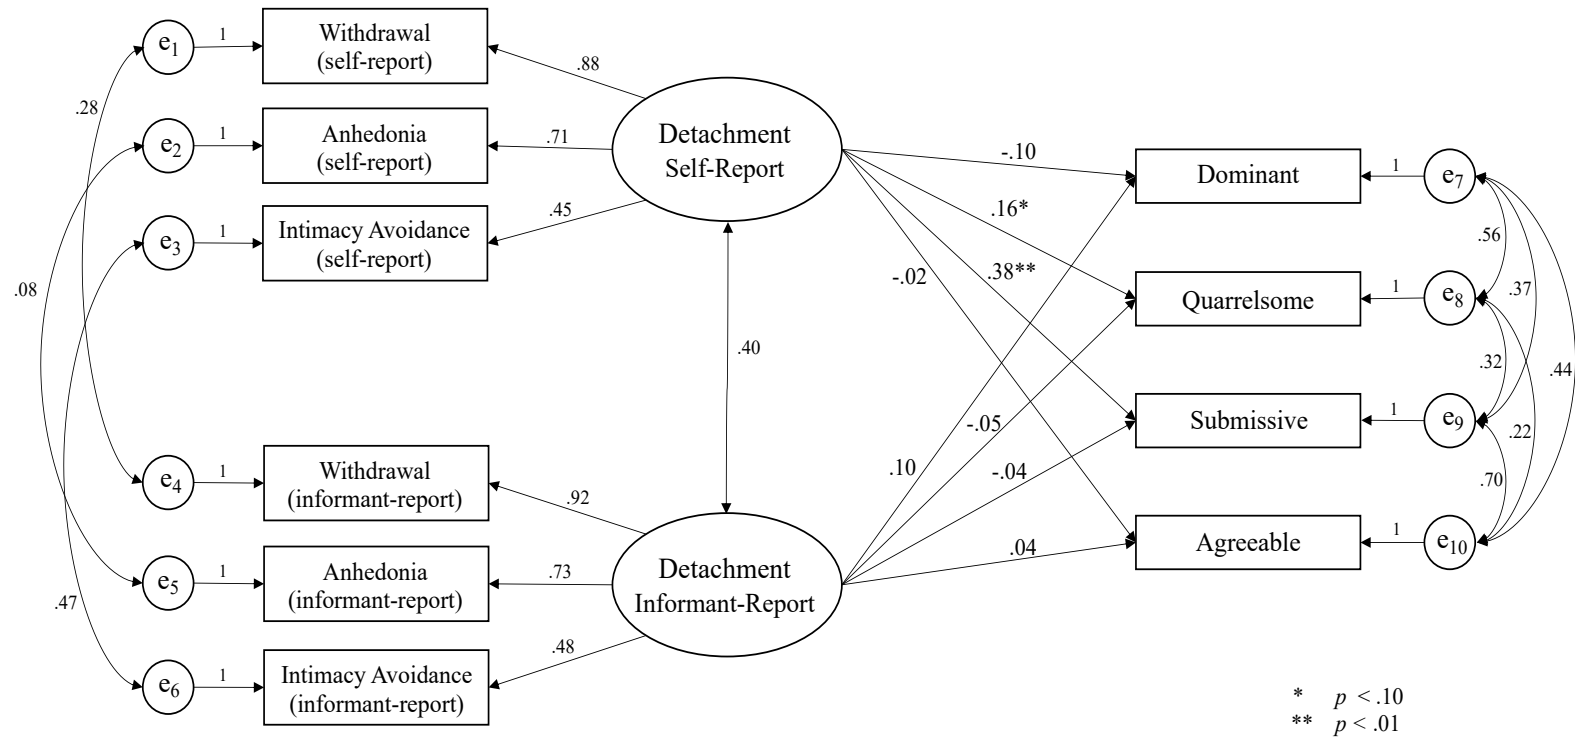 e1
1
Withdrawal
(self-report)
.88
.28
e2
1
Anhedonia
(self-report)
.71
Detachment
Self-Report
e3
1
Intimacy Avoidance
(self-report)
.45
.08
.40
e4
1
Withdrawal
(informant-report)
.92
e5
1
Anhedonia
(informant-report)
.73
Detachment
Informant-Report
.47
e6
1
Intimacy Avoidance
(informant-report)
.48
-.10
.16*
.38**
-.02
-.05
.10
-.04
.04
Dominant
1
e7
Quarrelsome
1
e8
Submissive
1
e9
Agreeable
1
e10
.56
.37
.32
.44
.22
.70
* p < .10
** p < .01